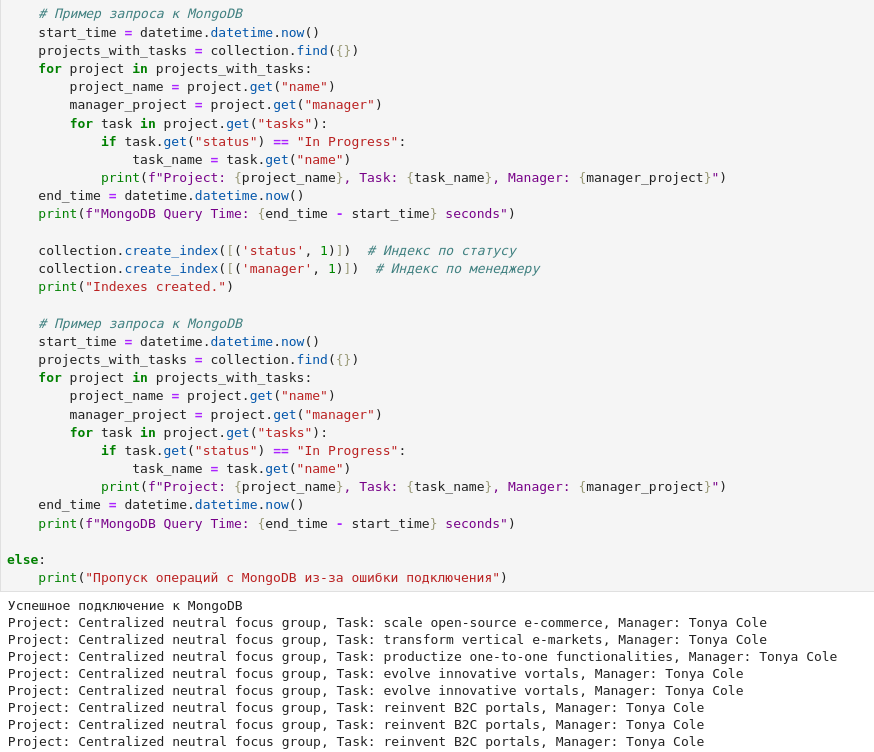 # Пример запроса к MongoDB
    start_time = datetime.datetime.now()
    projects_with_tasks = collection.find({})
    for project in projects_with_tasks:
        project_name = project.get("name")
        manager_project = project.get("manager")
        for task in project.get("tasks"):
            if task.get("status") == "In Progress":
                task_name = task.get("name")
            print(f"Project: {project_name}, Task: {task_name}, Manager: {manager_project}")
    end_time = datetime.datetime.now()
    print(f"MongoDB Query Time: {end_time - start_time} seconds")

    collection.create_index([('status', 1)])  # Индекс по статусу
    collection.create_index([('manager', 1)])  # Индекс по менеджеру
    print("Indexes created.")

    # Пример запроса к MongoDB
    start_time = datetime.datetime.now()
    projects_with_tasks = collection.find({})
    for project in projects_with_tasks:
        project_name = project.get("name")
        manager_project = project.get("manager")
        for task in project.get("tasks"):
            if task.get("status") == "In Progress":
                task_name = task.get("name")
            print(f"Project: {project_name}, Task: {task_name}, Manager: {manager_project}")
    end_time = datetime.datetime.now()
    print(f"MongoDB Query Time: {end_time - start_time} seconds")

else:
    print("Пропуск операций с MongoDB из-за ошибки подключения")
Успешное подключение к MongoDB
Project: Centralized neutral focus group, Task: scale open-source e-commerce, Manager: Tonya Cole
Project: Centralized neutral focus group, Task: transform vertical e-markets, Manager: Tonya Cole
Project: Centralized neutral focus group, Task: productize one-to-one functionalities, Manager: Tonya Cole
Project: Centralized neutral focus group, Task: evolve innovative vortals, Manager: Tonya Cole
Project: Centralized neutral focus group, Task: evolve innovative vortals, Manager: Tonya Cole
Project: Centralized neutral focus group, Task: reinvent B2C portals, Manager: Tonya Cole
Project: Centralized neutral focus group, Task: reinvent B2C portals, Manager: Tonya Cole
Project: Centralized neutral focus group, Task: reinvent B2C portals, Manager: Tonya Cole